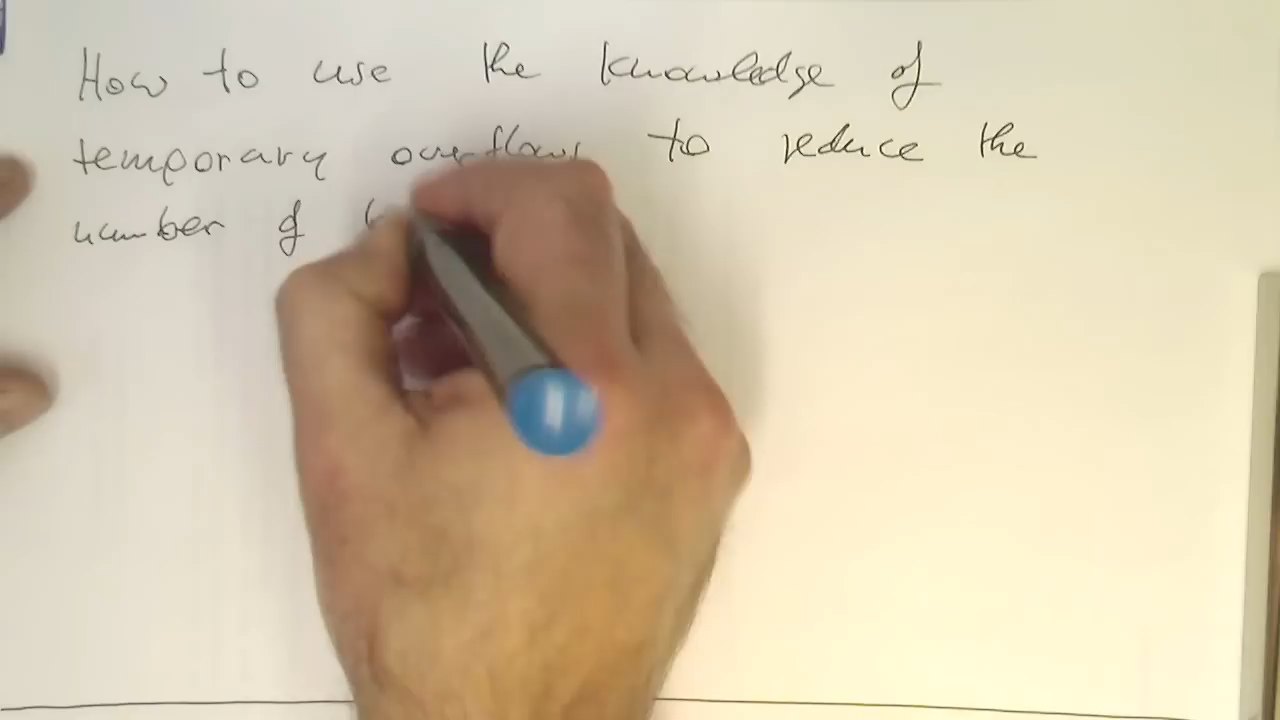 How to use the knowledge of
temporary overflows to reduce the
number of